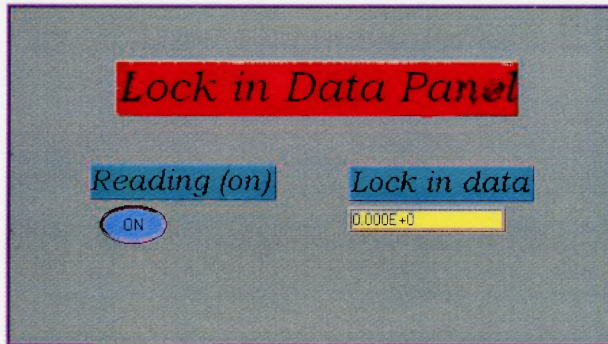 Lock in Data Panel
Reading (on)
Lock in data
ON
0.000E+0